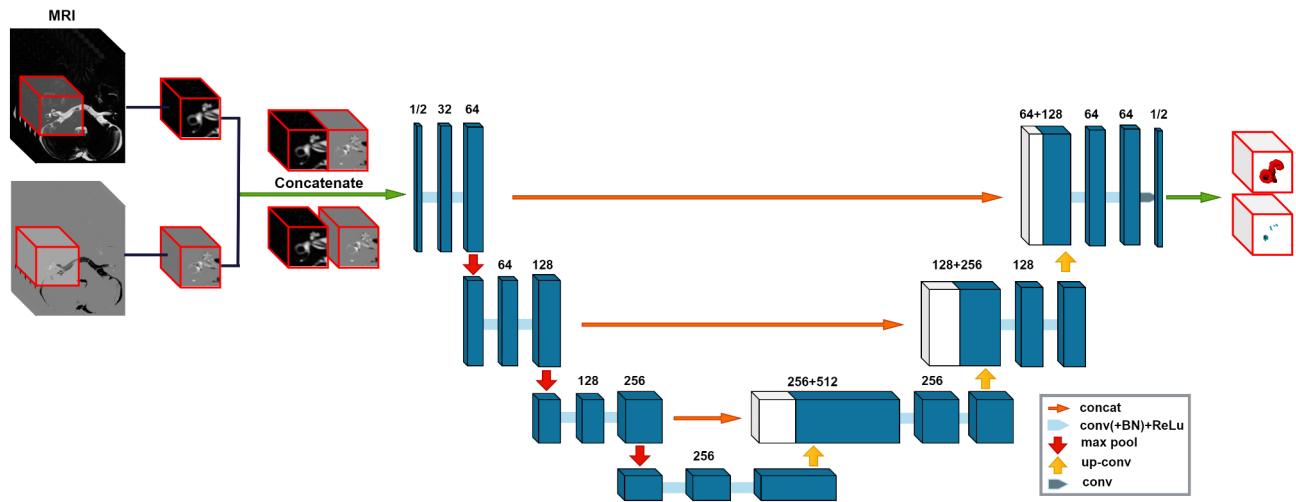 MRI
Concatenate
1/2 32 64
64+128 64 64 1/2
64 128
128+256 128
128 256
256+512 256
256
concat
conv(+BN)+ReLu
max pool
up-conv
conv